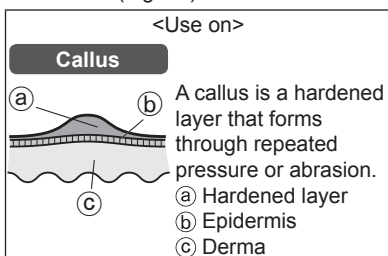 <Use on>
Callus
ⓐ
ⓑ
ⓒ
A callus is a hardened
layer that forms
through repeated
pressure or abrasion.
ⓐ Hardened layer
ⓑ Epidermis
ⓒ Derma